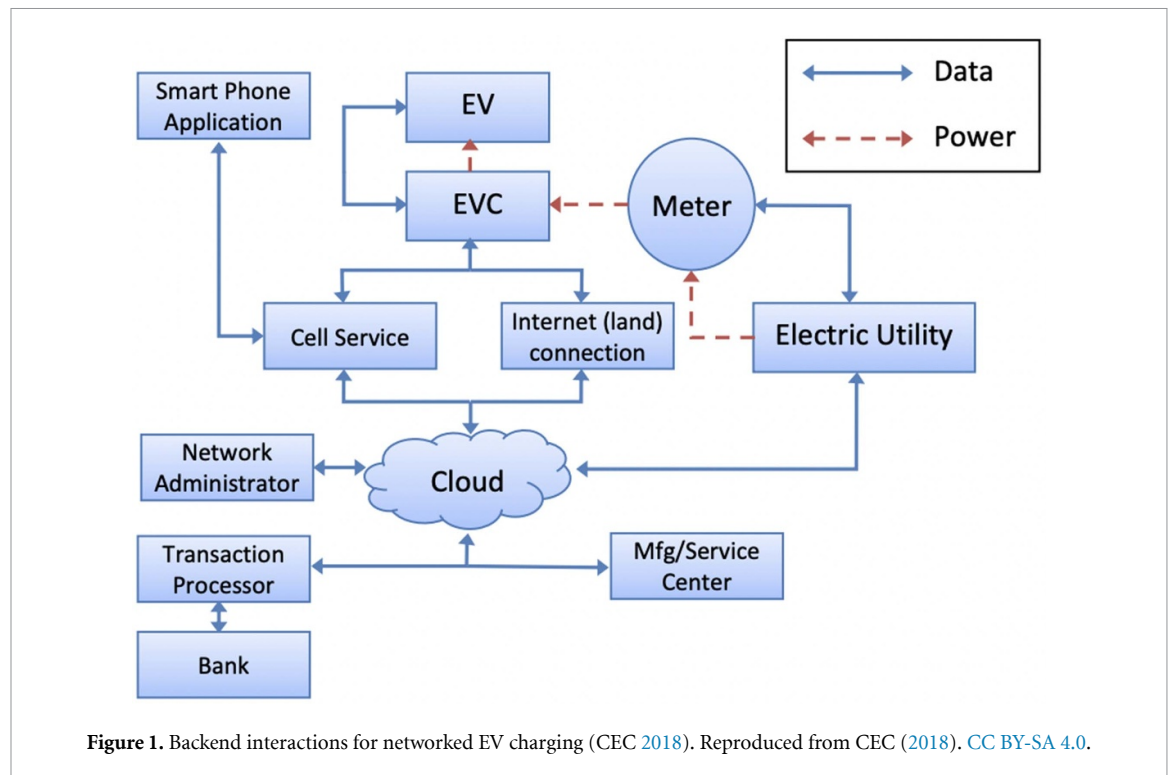 Smart Phone
Application
EV
Data
Power
EVC
Meter
Cell Service
Internet (land)
connection
Electric Utility
Network
Administrator
Cloud
Transaction
Processor
Mfg/Service
Center
Bank
Figure 1. Backend interactions for networked EV charging (CEC 2018). Reproduced from CEC (2018). CC BY-SA 4.0.